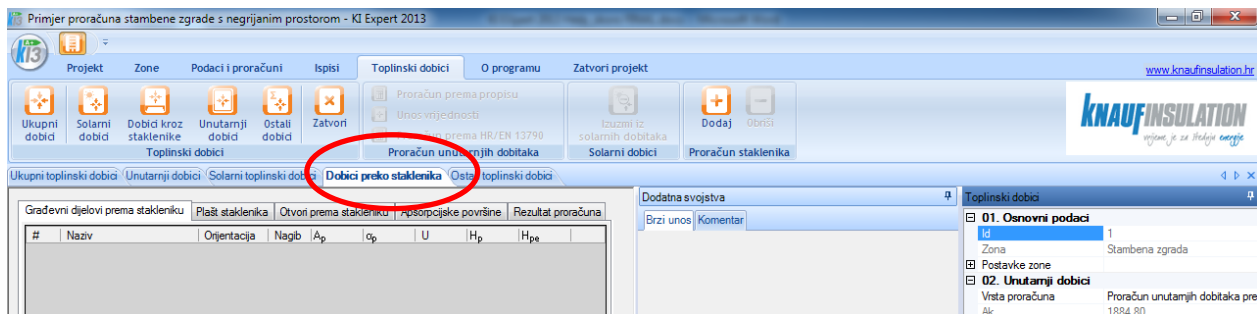 Primjer proračuna stambene zgrade s negrijanim prostorom - KI Expert 2013
Ki3
Projekt Zone Podaci i proračuni Ispisi Toplinski dobici O programu Zatvori projekt www.knaufinsulation.hr
Ukupni dobici
Solarni dobici
Dobici kroz staklenike
Unutarnji dobici
Ostali dobici
Zatvori
Toplinski dobici
Proračun prema propisu
Unos vrijednosti
prema HR/EN 13790
Proračun unutarnjih dobitaka
Izuzmi iz solarnih dobitaka
Solarni dobici
Dodaj Obriši
Proračun staklenika
KNAUFINSULATION
vrijeme je za štednju energije
Ukupni toplinski dobici Unutarnji dobici Solarni toplinski dobici Dobici preko staklenika toplinski dobici
Građevni dijelovi prema stakleniku Plašt staklenika Otvori prema stakleniku Apsorpcijske površine Rezultat proračuna
# Naziv Orijentacija Nagib Ap αp U Hp Hpe
Dodatna svojstva
Brzi unos Komentar
Toplinski dobici
01. Osnovni podaci
Id 1
Zona Stambena zgrada
Postavke zone
02. Unutarnji dobici
Vrsta proračuna Proračun unutarnjih dobitaka pre
Ak 1884,80